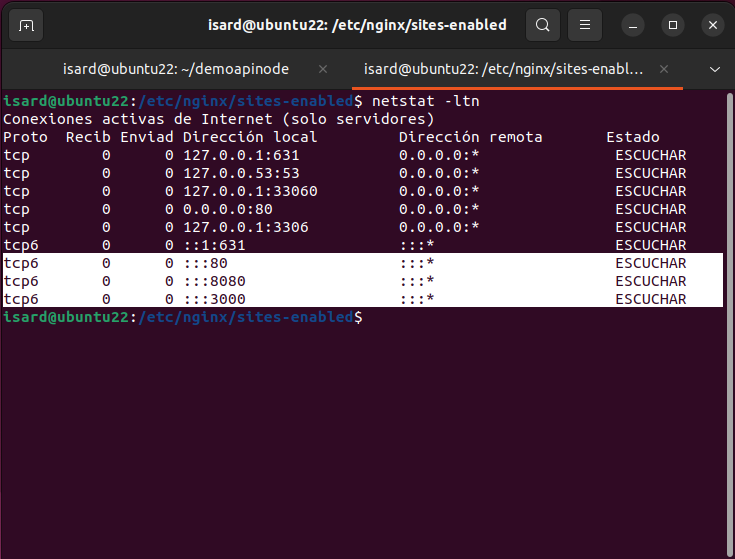 isard@ubuntu22: /etc/nginx/sites-enabled
isard@ubuntu22: ~/demoapinode
isard@ubuntu22: /etc/nginx/sites-enabl...
isard@ubuntu22:/etc/nginx/sites-enabled$ netstat -ltn
Conexiones activas de Internet (solo servidores)
Proto  Recib Enviad Dirección local         Dirección remota       Estado
tcp        0      0 127.0.0.1:631           0.0.0.0:*               ESCUCHAR
tcp        0      0 127.0.0.53:53           0.0.0.0:*               ESCUCHAR
tcp        0      0 127.0.0.1:33060         0.0.0.0:*               ESCUCHAR
tcp        0      0 0.0.0.0:80              0.0.0.0:*               ESCUCHAR
tcp        0      0 127.0.0.1:3306          0.0.0.0:*               ESCUCHAR
tcp6       0      0 ::1:631                 :::*                    ESCUCHAR
tcp6       0      0 :::80                   :::*                    ESCUCHAR
tcp6       0      0 :::8080                 :::*                    ESCUCHAR
tcp6       0      0 :::3000                 :::*                    ESCUCHAR
isard@ubuntu22:/etc/nginx/sites-enabled$